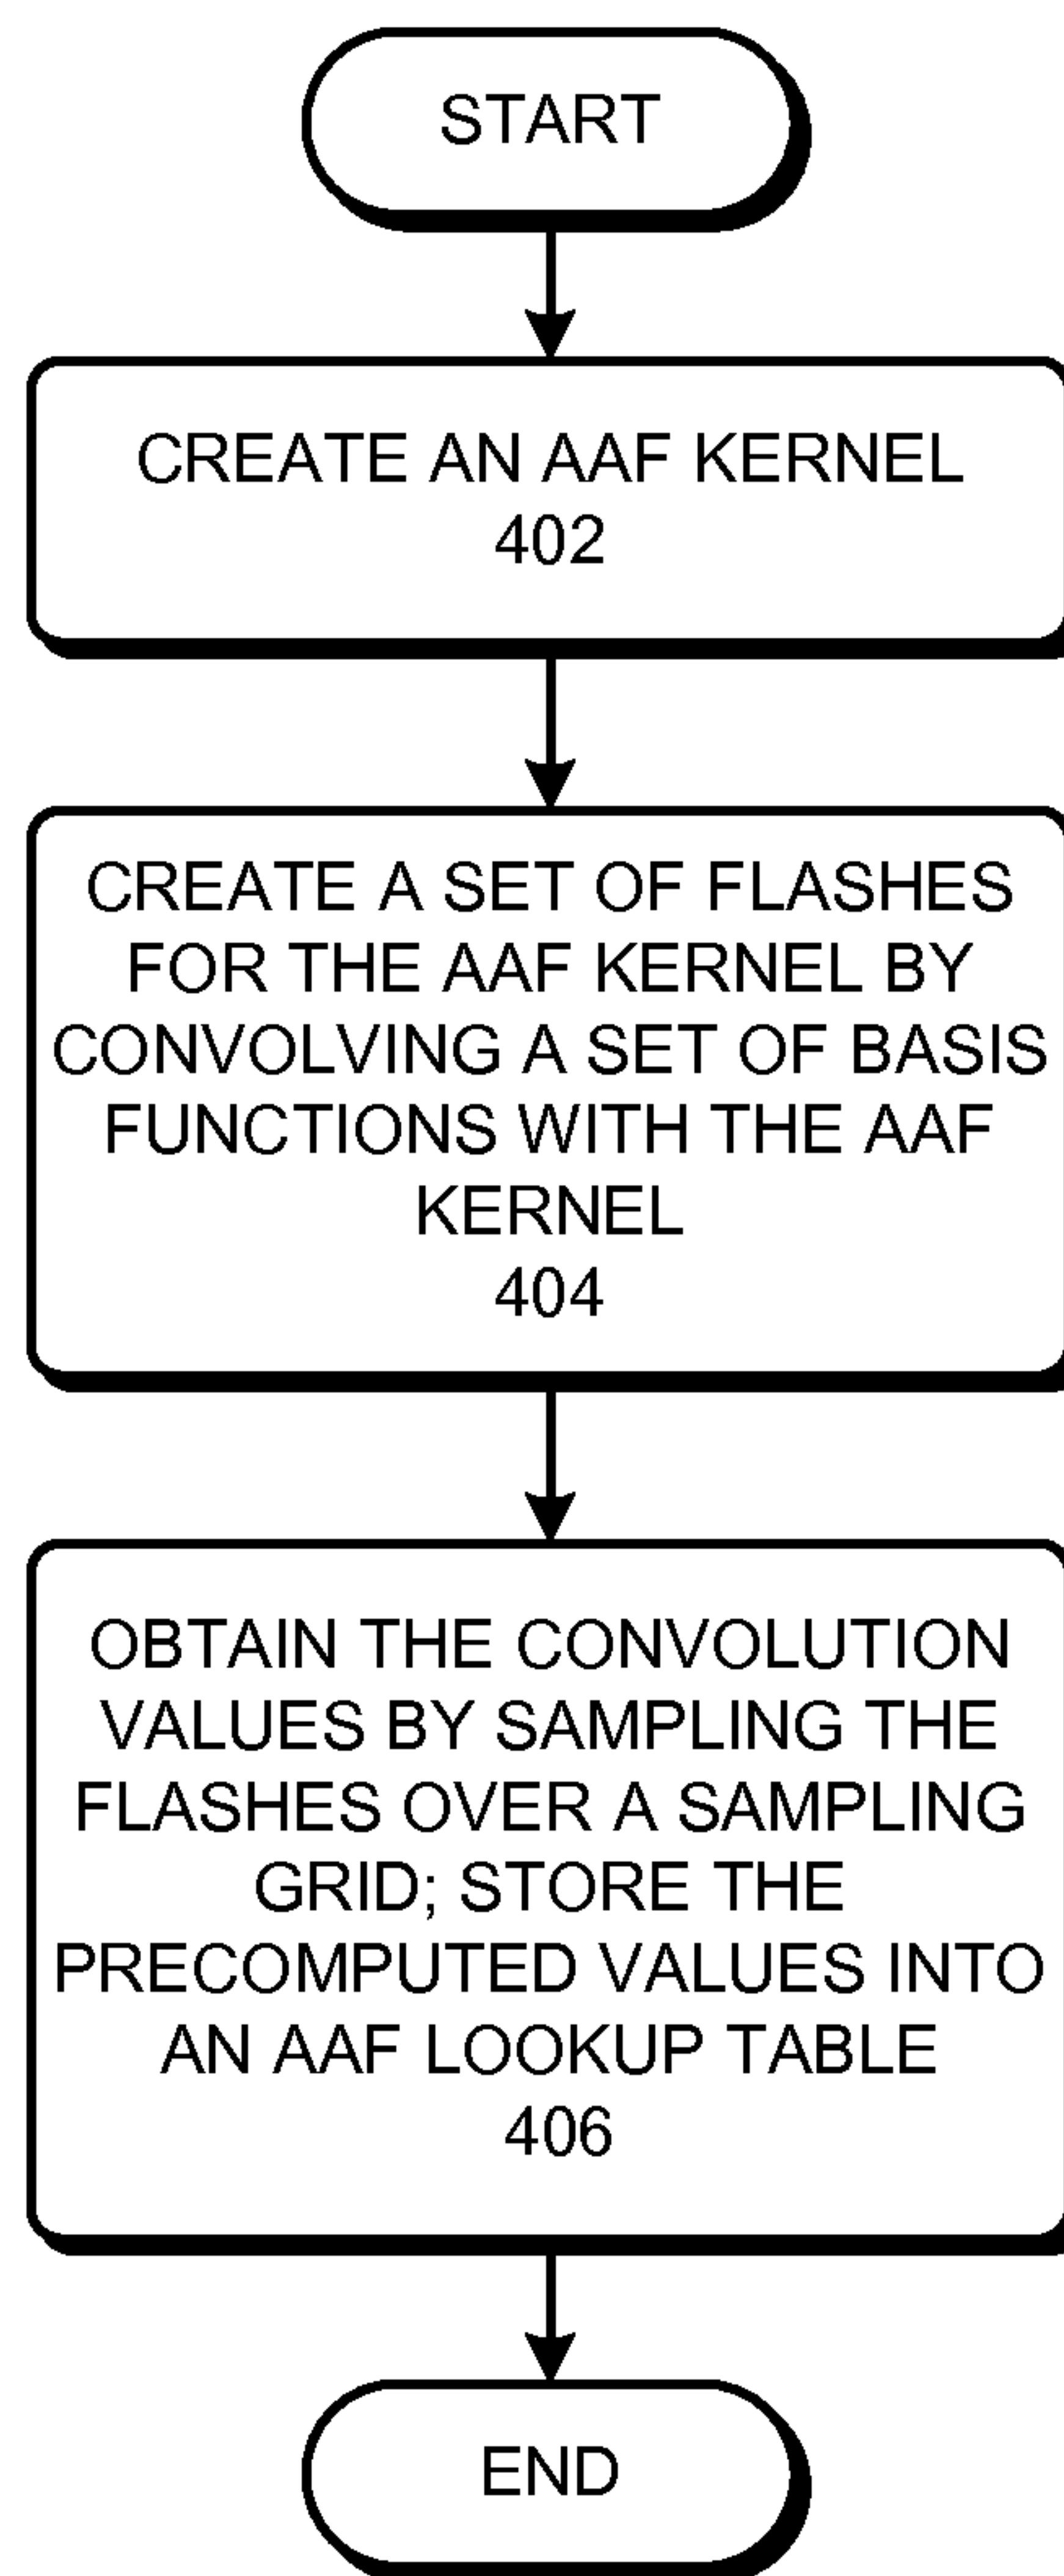 START
CREATE AN AAF KERNEL
402
CREATE A SET OF FLASHES
FOR THE AAF KERNEL BY
CONVOLVING A SET OF BASIS
FUNCTIONS WITH THE AAF
KERNEL
404
OBTAIN THE CONVOLUTION
VALUES BY SAMPLING THE
FLASHES OVER A SAMPLING
GRID; STORE THE
PRECOMPUTED VALUES INTO
AN AAF LOOKUP TABLE
406
END